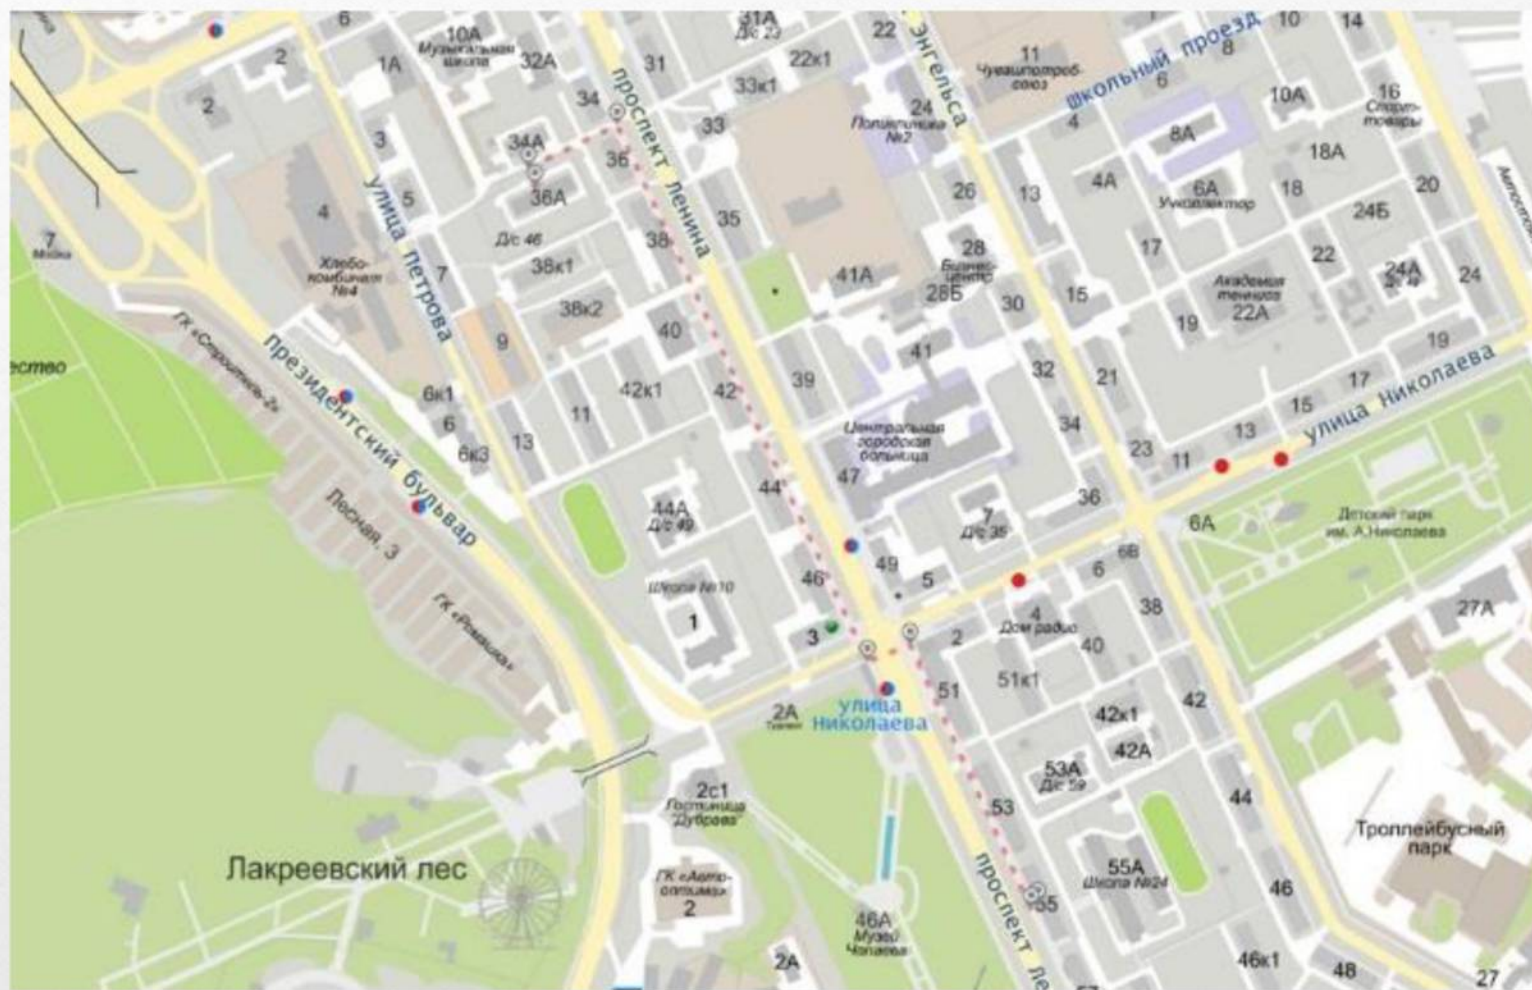 6
10А
Музыкальная
школа
32А
31А
Д/с 23
22
22к1
11
Чувашпотреб-
союз
8
10
14
2
1А
31
33к1
34
33
24
Поликлиника
№2
Энгельса
Школьный проезд
6
4
8А
10А
16
Спорт-
товары
2
3
34А
36
36А
проспект Ленина
35
26
13
4А
6А
Учколлектор
18А
18
20
24Б
Автостоя
4
5
улица Петрова
Д/с 46
38
38к1
7
Мойка
Хлебо-
комбинат
№4
7
38к2
41А
28
Бизнес-
центр
28Б
30
15
17
22
24А
24
Академия
тенниса
22А
19
19
ество
ГК «Строитель-2»
президентский бульвар
9
40
41
39
42
42к1
32
21
17
15
13
улица Николаева
6к1
6
6к3
13
11
Центральная
городская
больница
34
23
11
47
44
44А
Д/с 49
7
Д/с 35
36
6А
Детский парк
им. А.Николаева
Лесная, 3
ГК «Ромашка»
Школа №10
1
46
49
5
6В
6
38
3
2
4
Дом радио
40
27А
51к1
51
42
2А
улица
Николаева
42к1
42А
53А
Д/с 59
53
44
2с1
Гостиница
"Дубрава"
Троллейбусный
парк
Лакреевский лес
ГК «Авто-
оптима»
2
55А
Школа №24
55
46
46А
Музей
Чапаева
проспект Ле
2А
46к1
48
27
57